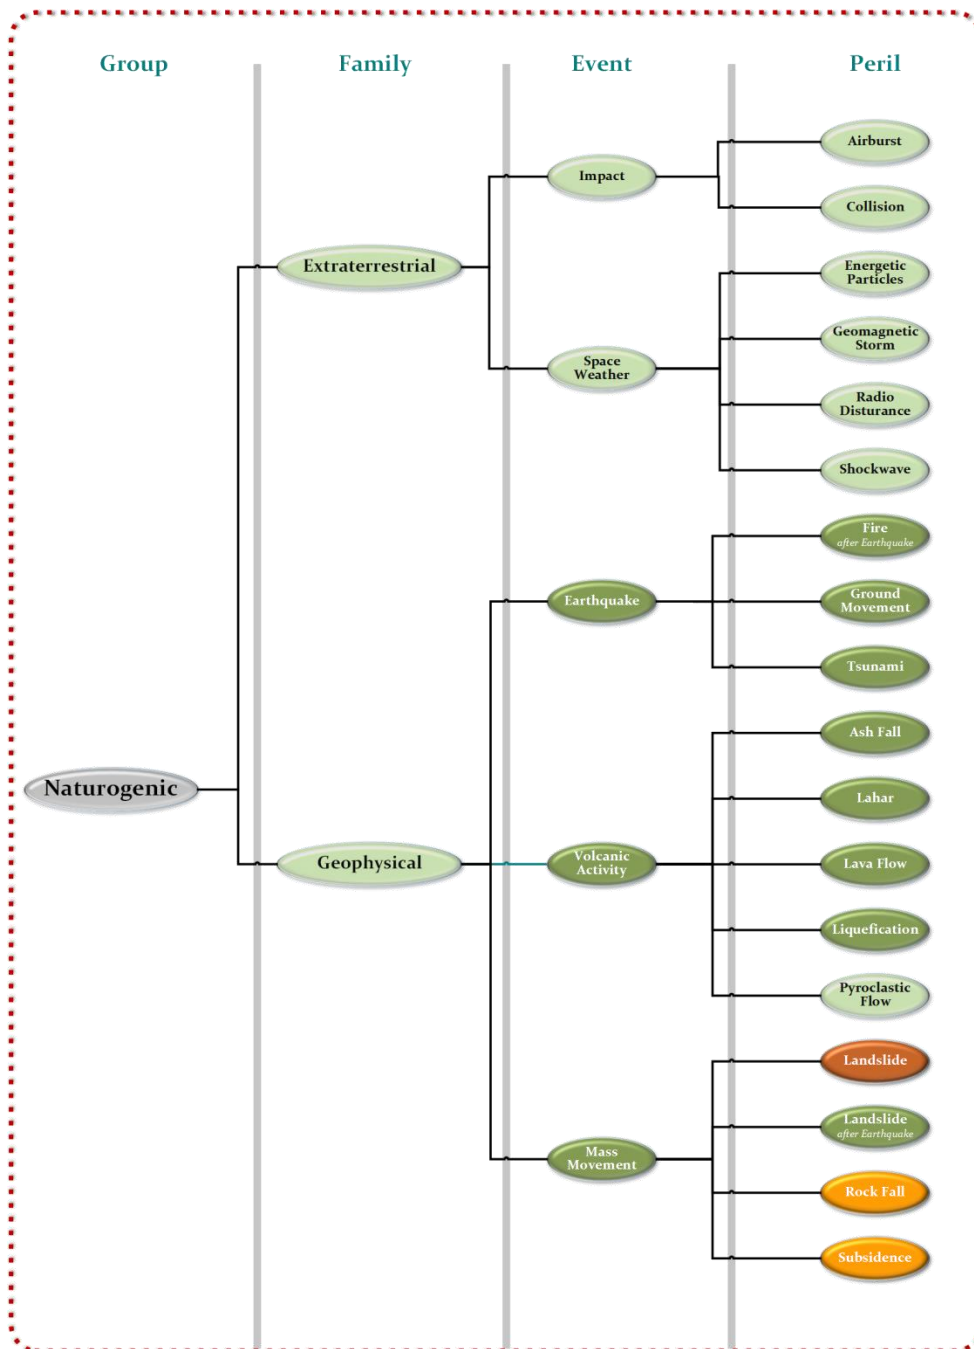 Group Family Event Peril
Airburst
Impact
Collision
Extraterrestrial
Energetic
Particles
Geomagnetic
Storm
Space
Weather
Radio
Disturance
Shockwave
Fire
after Earthquake
Earthquake
Ground
Movement
Tsunami
Ash Fall
Naturogenic
Lahar
Geophysical
Volcanic
Activity
Lava Flow
Liquefication
Pyroclastic
Flow
Landslide
Landslide
after Earthquake
Mass
Movement
Rock Fall
Subsidence